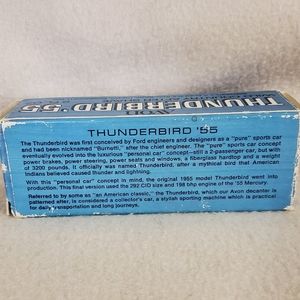 THUNDERBIRD '55
THUNDERBIRD '55
The Thunderbird was first conceived by Ford engineers and designers as a "pure" sports car
and had been nicknamed "Burnetti," after the chief engineer. The "pure" sports car concept
eventually evolved into the luxurious "personal car" concept—still a 2-passenger car, but with
power brakes, power steering, power seats and windows, a fiberglass hardtop and a weight
of 3200 pounds. It officially was named Thunderbird, after a mythical bird that American
Indians believed caused thunder and lightning.
With this "personal car" concept in mind, the original 1955 model Thunderbird went into
production. This final version used the 292 CID size and 198 bhp engine of the '55 Mercury.
Referred to by some as "an American classic," the Thunderbird, which our Avon decanter is
patterned after, is considered a collector's car, a stylish sporting machine which is practical
for daily transportation and long journeys.